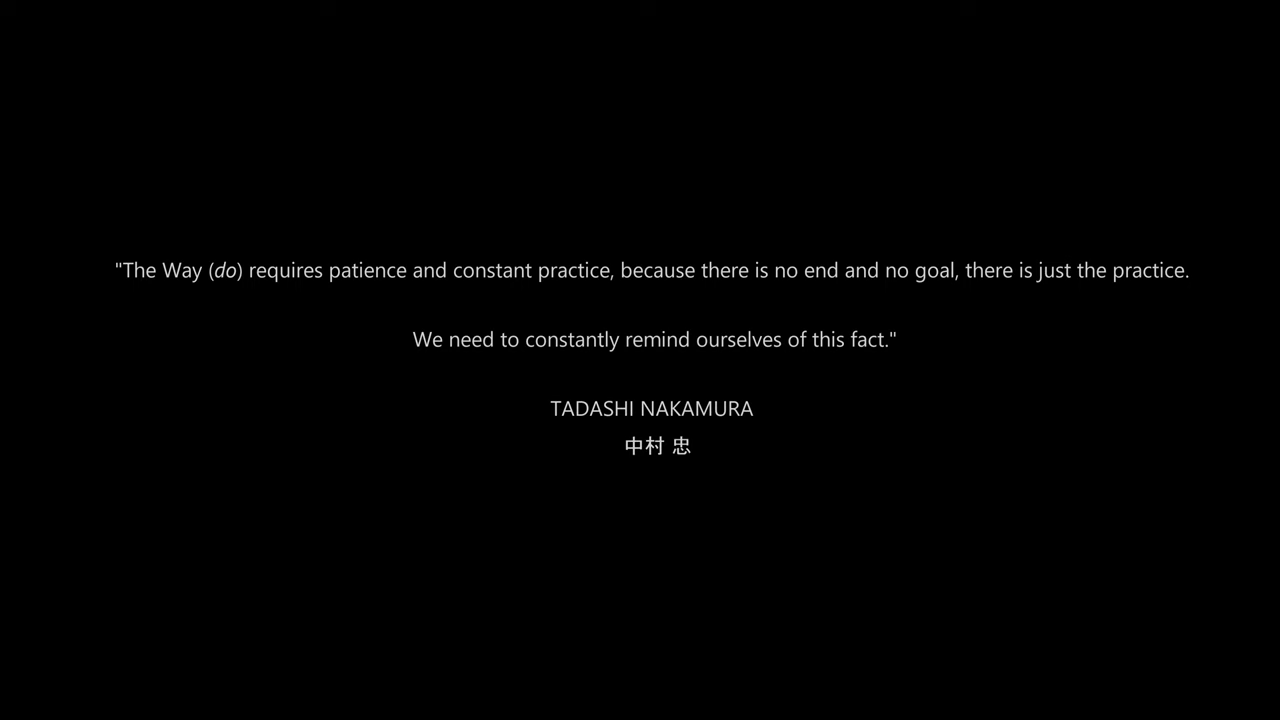 "The Way (do) requires patience and constant practice, because there is no end and no goal, there is just the practice.
We need to constantly remind ourselves of this fact."
TADASHI NAKAMURA
中村 忠